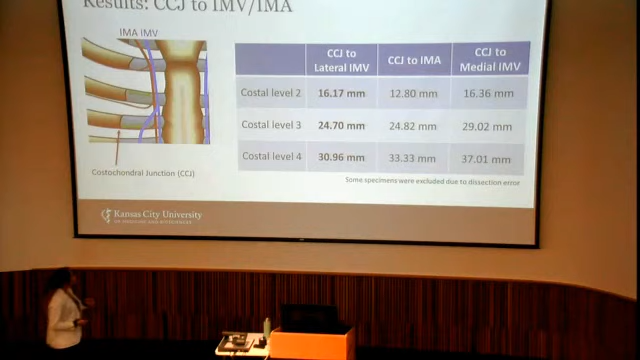 Results: CCJ to IMV/IMA
IMA IMV
CCJ to Lateral IMV
CCJ to IMA
CCJ to Medial IMV
Costal level 2
16.17 mm
12.80 mm
16.36 mm
Costal level 3
24.70 mm
24.82 mm
29.02 mm
Costal level 4
30.96 mm
33.33 mm
37.01 mm
Costochondral Junction (CCJ)
Some specimens were excluded due to dissection error
Kansas City University